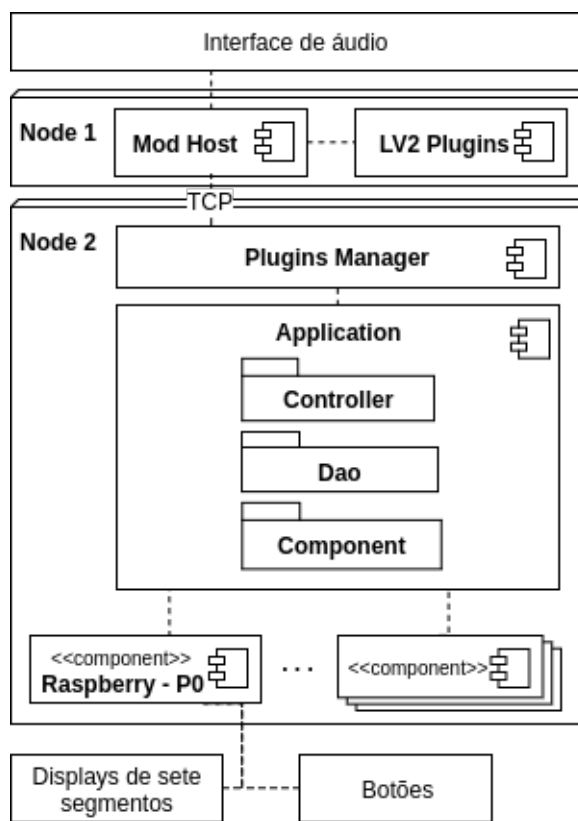 Interface de áudio
Node 1
Mod Host
LV2 Plugins
TCP
Node 2
Plugins Manager
Application
Controller
Dao
Component
<<component>>
Raspberry - P0
...
<<component>>
Displays de sete
segmentos
Botões